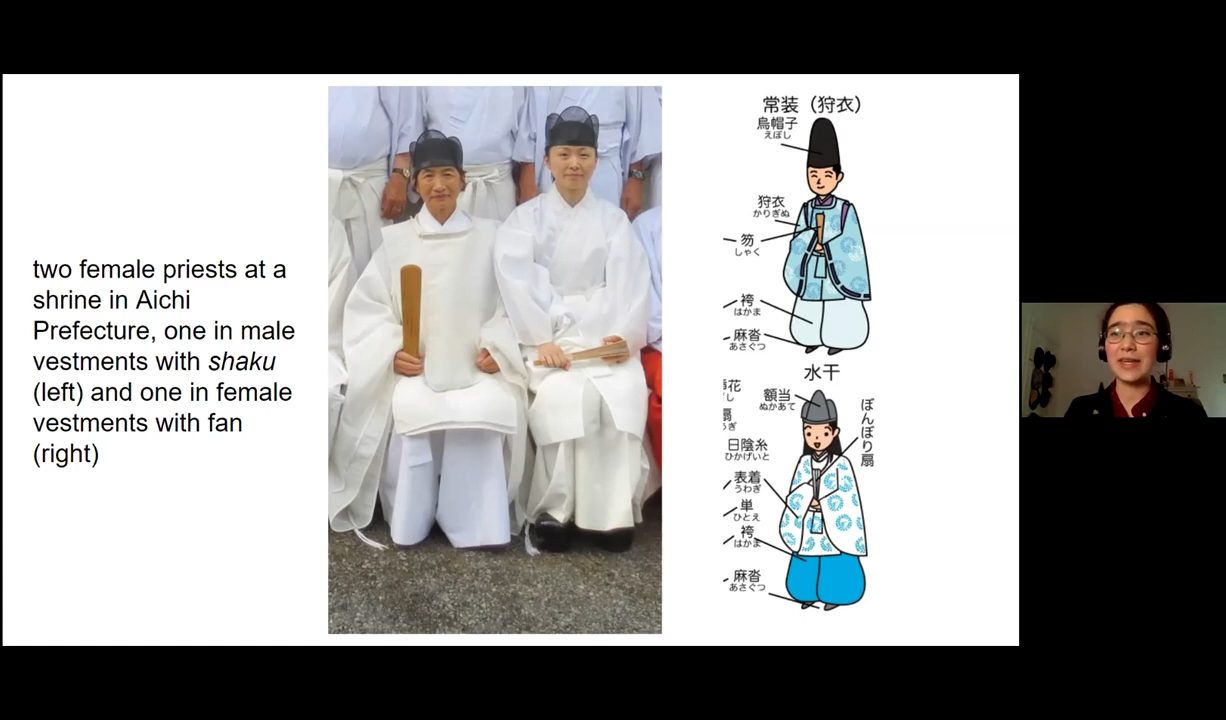 two female priests at a
shrine in Aichi
Prefecture, one in male
vestments with shaku
(left) and one in female
vestments with fan
(right)
常装（狩衣）
烏帽子
えぼし
狩衣
かりぎぬ
笏
しゃく
袴
はかま
麻沓
あさぐつ
水干
額当
ぬかあて
ぼんぼり扇
日陰糸
ひかげいと
表着
うわぎ
単
ひとえ
袴
はかま
麻沓
あさぐつ